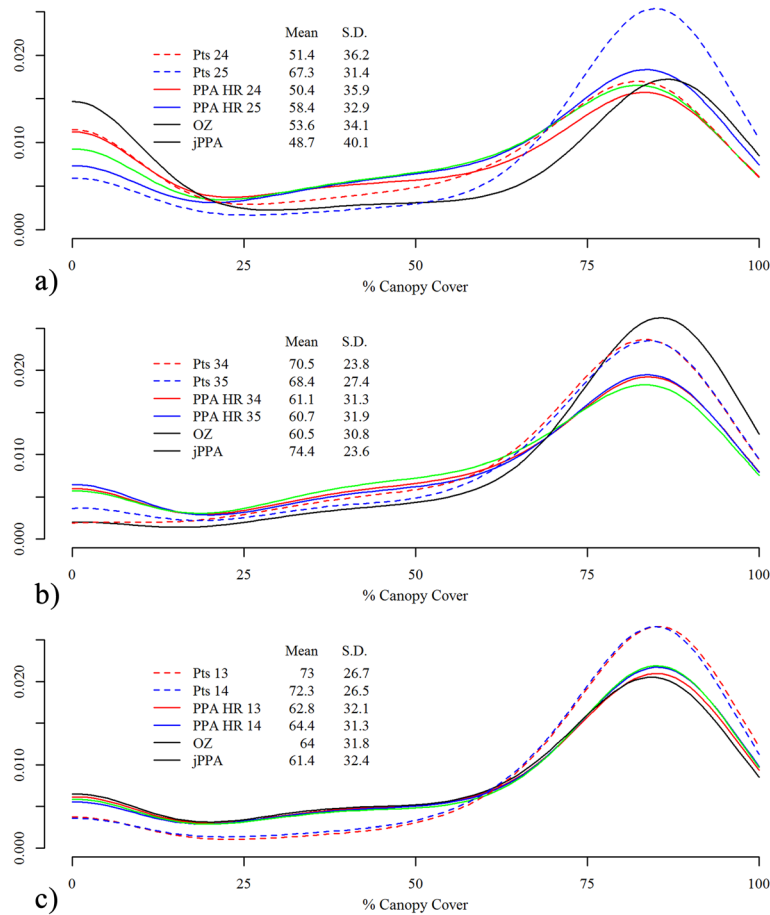 0.020
0.010
0.000
Mean S.D.
Pts 24 51.4 36.2
Pts 25 67.3 31.4
PPA HR 24 50.4 35.9
PPA HR 25 58.4 32.9
OZ 53.6 34.1
jPPA 48.7 40.1
0 25 50 75 100
% Canopy Cover
a)
0.020
0.010
0.000
Mean S.D.
Pts 34 70.5 23.8
Pts 35 68.4 27.4
PPA HR 34 61.1 31.3
PPA HR 35 60.7 31.9
OZ 60.5 30.8
jPPA 74.4 23.6
0 25 50 75 100
% Canopy Cover
b)
0.020
0.010
0.000
Mean S.D.
Pts 13 73 26.7
Pts 14 72.3 26.5
PPA HR 13 62.8 32.1
PPA HR 14 64.4 31.3
OZ 64 31.8
jPPA 61.4 32.4
0 25 50 75 100
% Canopy Cover
c)